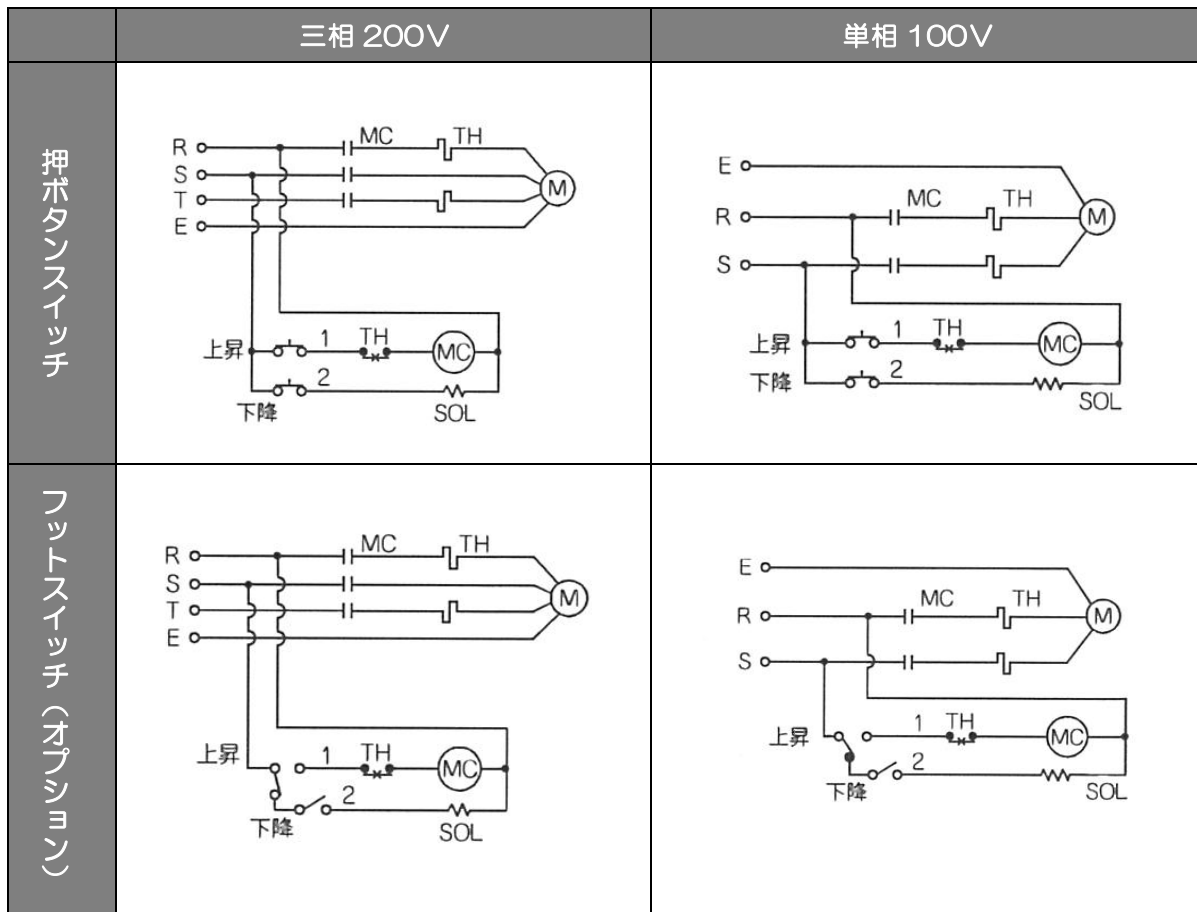 三相 200V
単相 100V
押ボタンスイッチ
R
MC
TH
S
T
E
M
上昇
1
TH
MC
2
下降
SOL
E
R
MC
TH
M
S
上昇
1
TH
MC
下降
2
SOL
フットスイッチ（オプション）
R
MC
TH
S
T
E
M
上昇
1
TH
MC
2
下降
SOL
E
R
MC
TH
M
S
上昇
1
TH
MC
2
下降
SOL